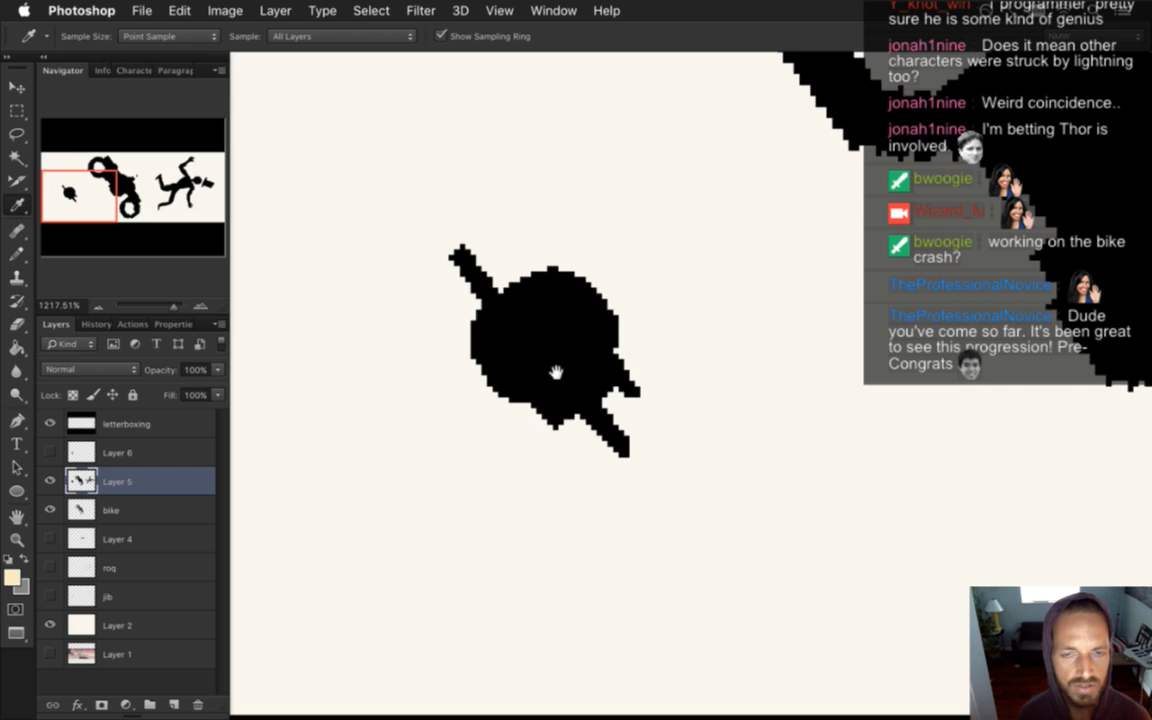 Photoshop File Edit Image Layer Type Select Filter 3D View Window Help
Sample Size: Point Sample Sample: All Layers Show Sampling Ring
Navigator Info Characte Paragra
1217.51%
Layers History Actions Propertie
Kind
Normal Opacity: 100%
Lock: Fill: 100%
letterboxing
Layer 6
Layer 5
bike
Layer 4
roq
jib
Layer 2
Layer 1
programmer, pretty
sure he is some kind of genius
jonah1nine : Does it mean other
characters were struck by lightning
too?
jonah1nine : Weird coincidence..
jonah1nine : I'm betting Thor is
involved
bwoogie :
Wizard_fu :
bwoogie : working on the bike
crash?
TheProfessionalNovice :
TheProfessionalNovice : Dude
you've come so far. It's been great
to see this progression! Pre-
Congrats